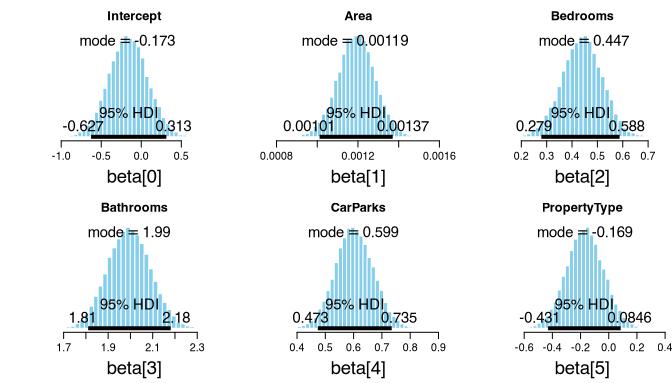 Intercept
mode = -0.173
95% HDI
-0.627 0.313
-1.0 -0.5 0.0 0.5
beta[0]
Area
mode = 0.00119
95% HDI
0.00101 0.00137
0.0008 0.0012 0.0016
beta[1]
Bedrooms
mode = 0.447
95% HDI
0.279 0.588
0.2 0.3 0.4 0.5 0.6 0.7
beta[2]
Bathrooms
mode = 1.99
95% HDI
1.81 2.18
1.7 1.9 2.1 2.3
beta[3]
CarParks
mode = 0.599
95% HDI
0.473 0.735
0.4 0.5 0.6 0.7 0.8 0.9
beta[4]
PropertyType
mode = -0.169
95% HDI
-0.431 0.0846
-0.6 -0.4 -0.2 0.0 0.2 0.4
beta[5]